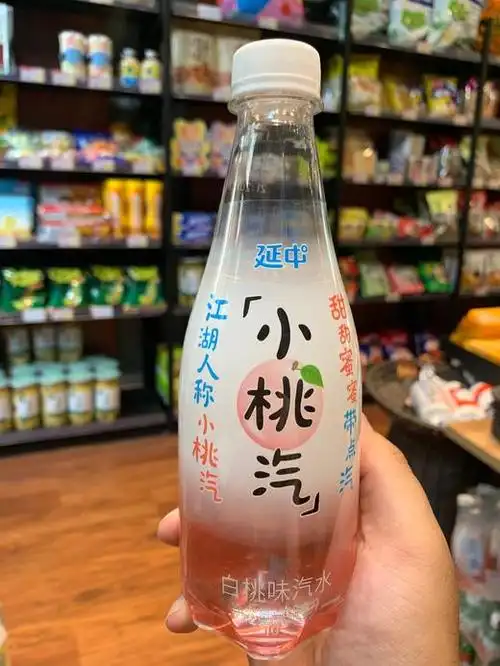 延中
甜甜蜜蜜带点汽
「小桃汽」
江湖人称小桃汽
白桃味汽水